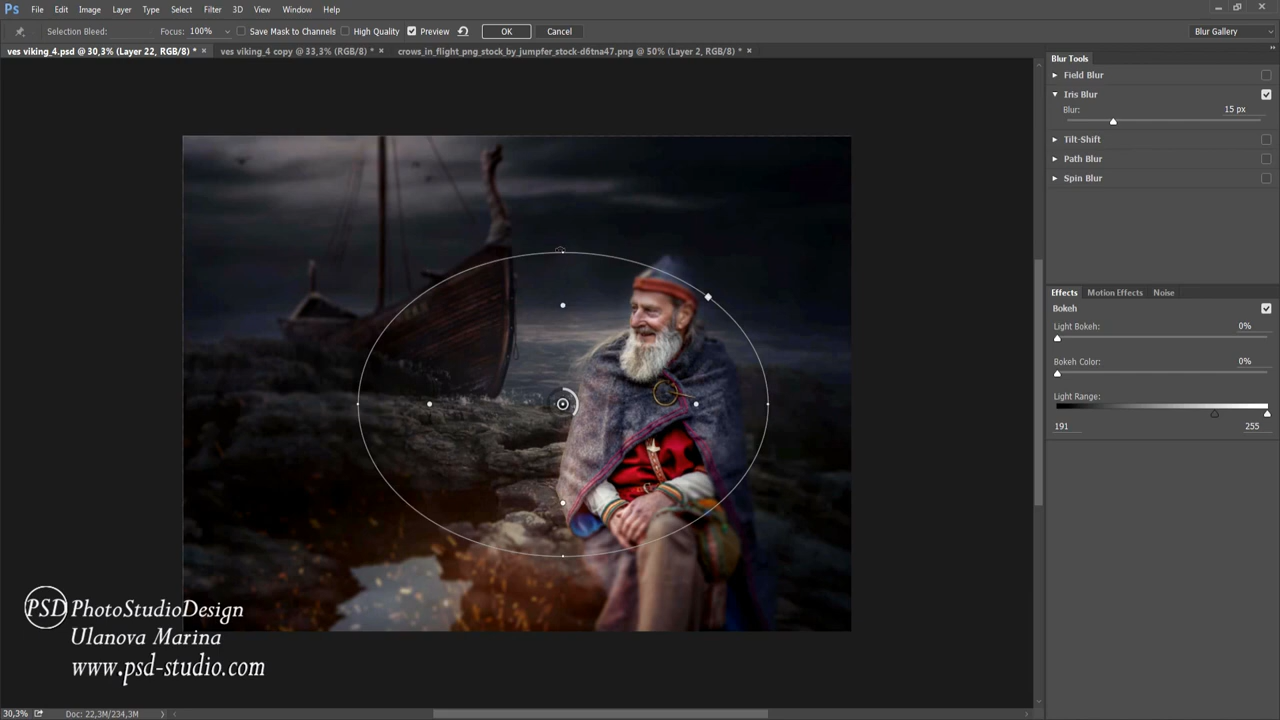 Ps File Edit Image Layer Type Select Filter 3D View Window Help
Selection Bleed: Focus: 100% Save Mask to Channels High Quality Preview OK Cancel Blur Gallery
ves viking_4.psd @ 30,3% (Layer 22, RGB/8) * × ves viking_4 copy @ 33,3% (RGB/8) * × crows_in_flight_png_stock_by_jumpfer_stock-d6tna47.png @ 50% (Layer 2, RGB/8) * ×
Blur Tools
Field Blur
Iris Blur
Blur: 15 px
Tilt-Shift
Path Blur
Spin Blur
Effects Motion Effects Noise
Bokeh
Light Bokeh: 0%
Bokeh Color: 0%
Light Range:
191 255
PSD PhotoStudioDesign
Ulanova Marina
www.psd-studio.com
30,3% Doc: 22,3M/234,3M